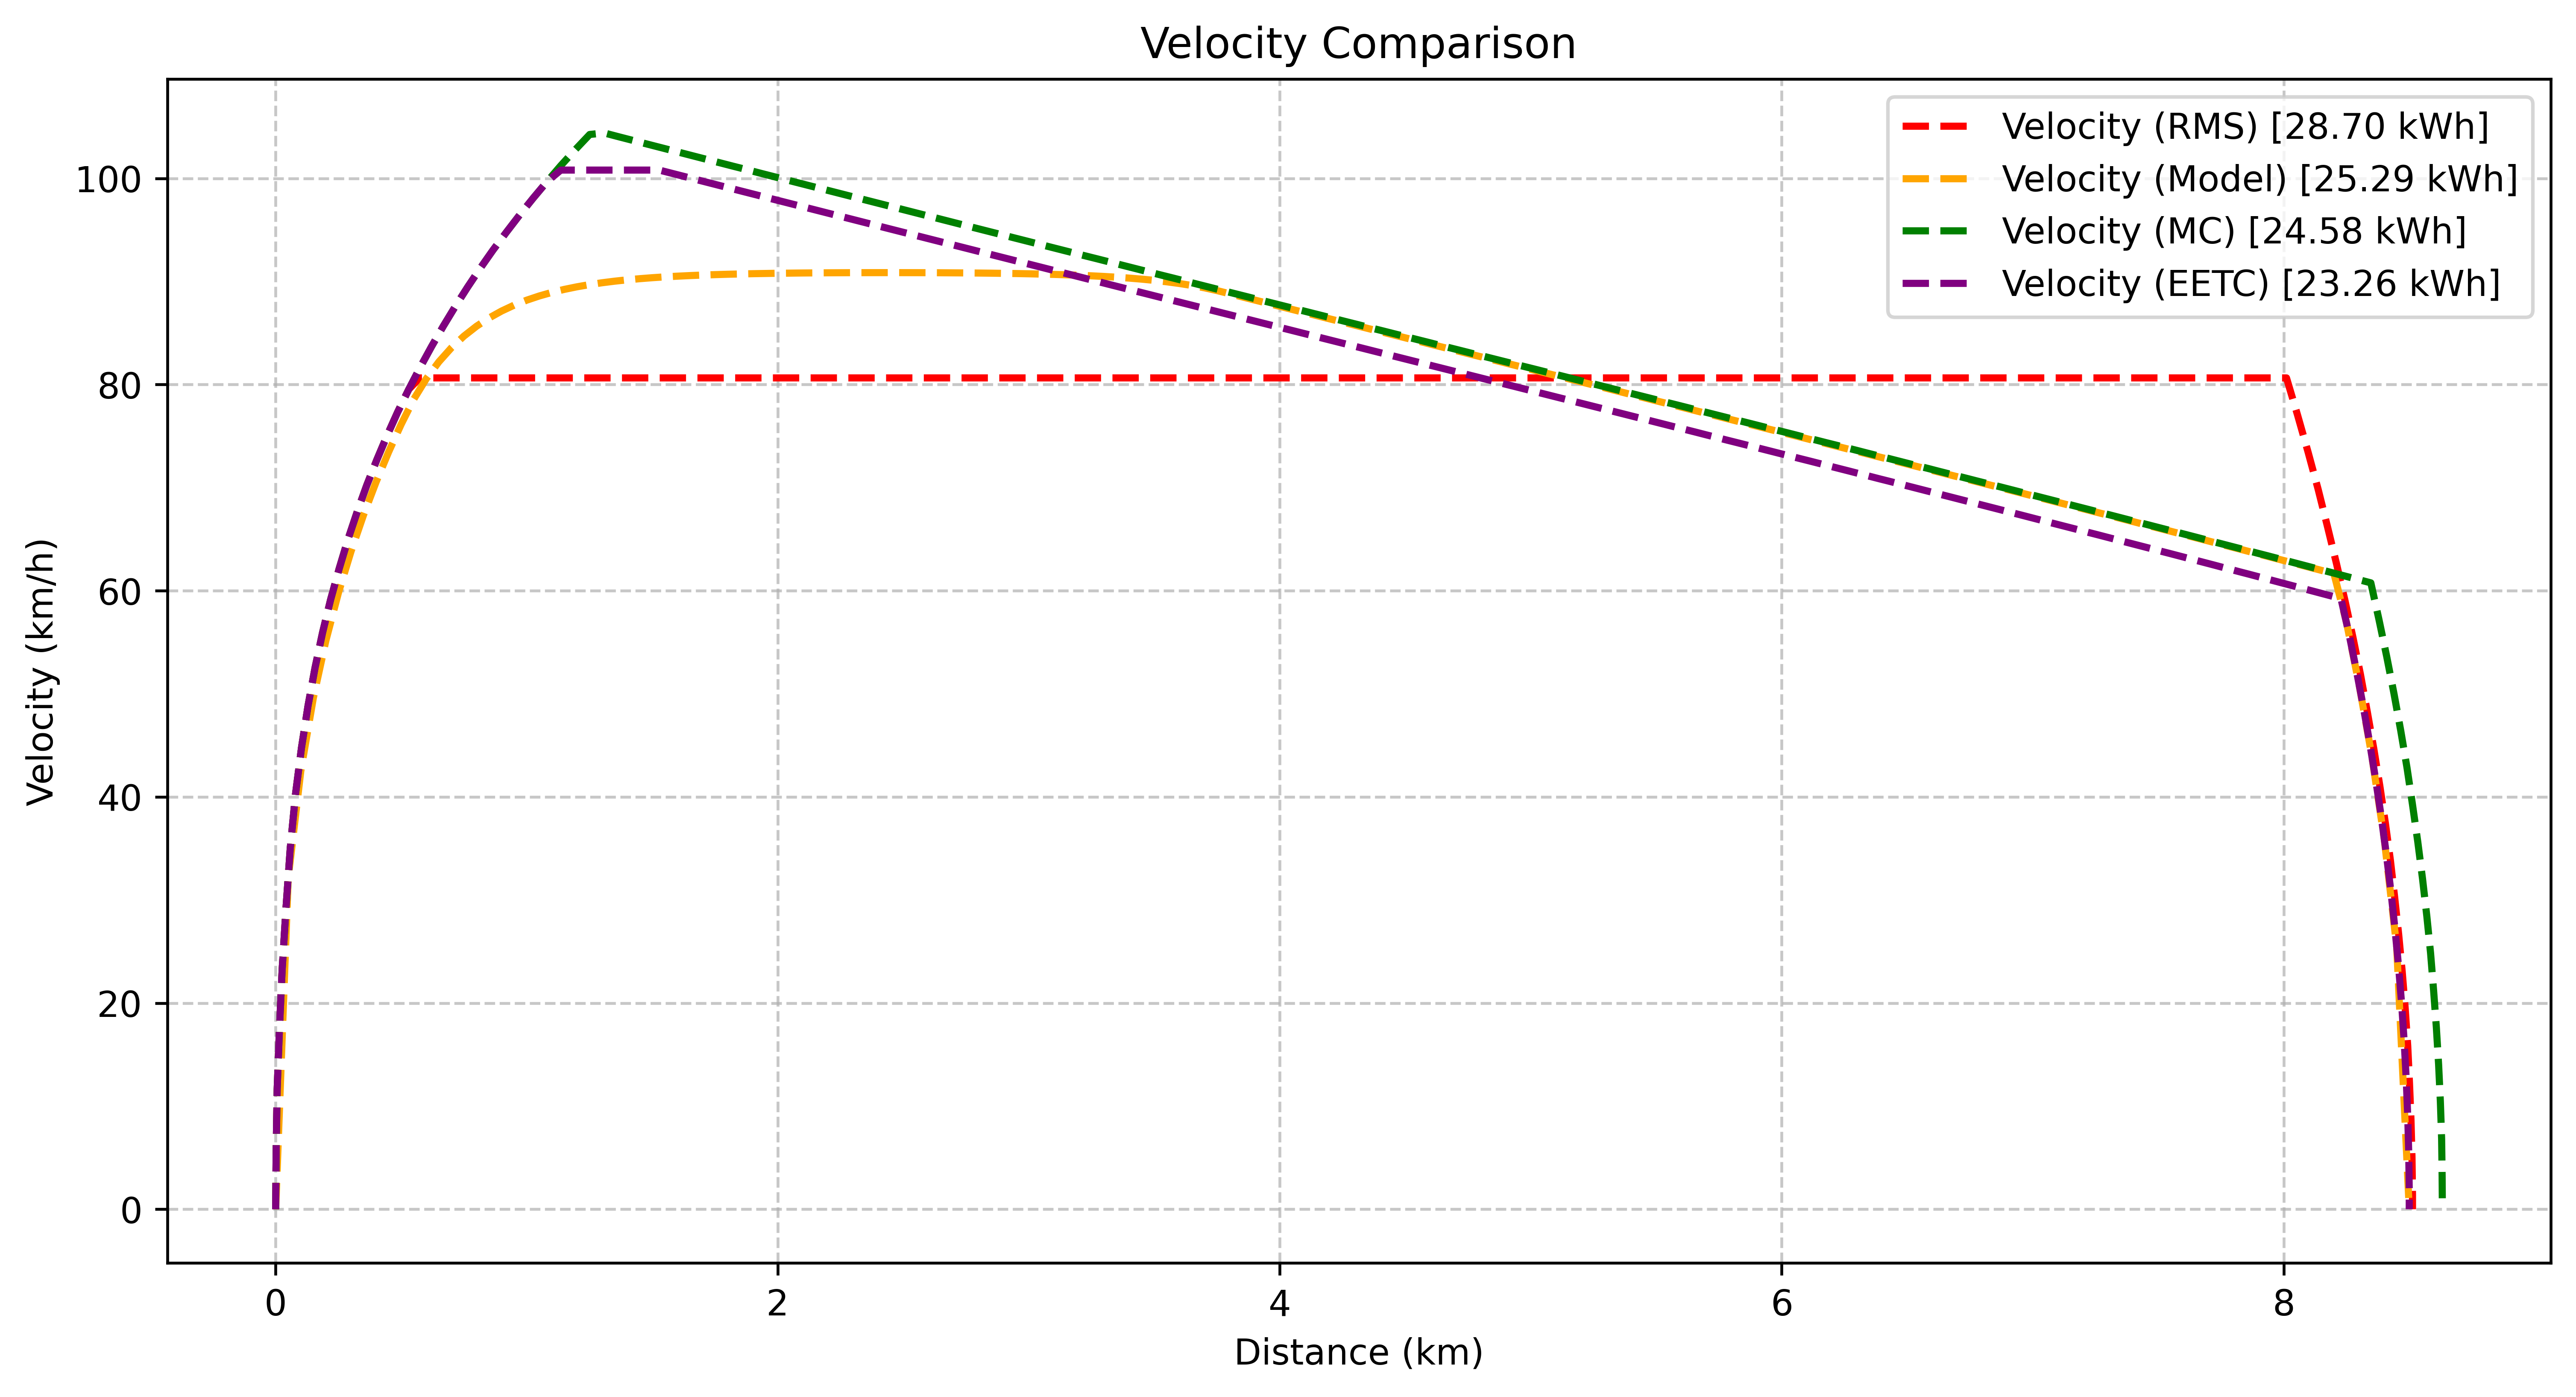 Velocity Comparison
Velocity (RMS) [28.70 kWh]
Velocity (Model) [25.29 kWh]
Velocity (MC) [24.58 kWh]
Velocity (EETC) [23.26 kWh]
Velocity (km/h)
100
80
60
40
20
0
0 2 4 6 8
Distance (km)